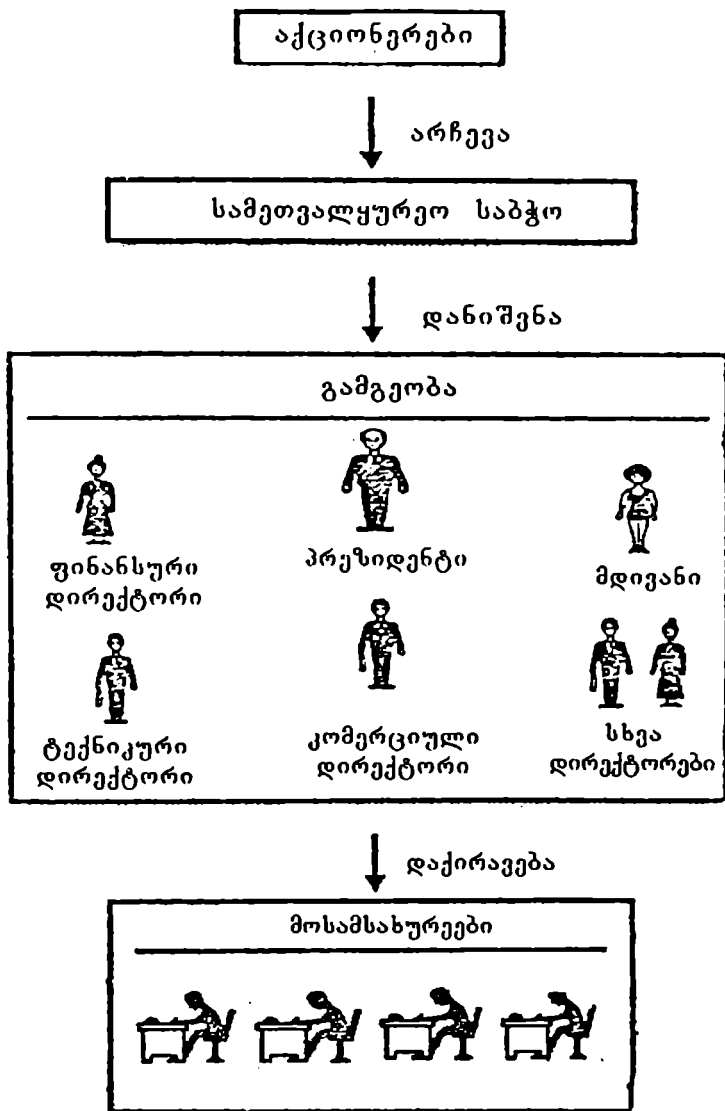 აქციონერები
არჩევა
სამეთვალყურეო საბჭო
დანიშვნა
გამგეობა
ფინანსური
დირექტორი
პრეზიდენტი
მდივანი
ტექნიკური
დირექტორი
კომერციული
დირექტორი
სხვა
დირექტორები
დაქირავება
მოსამსახურეები